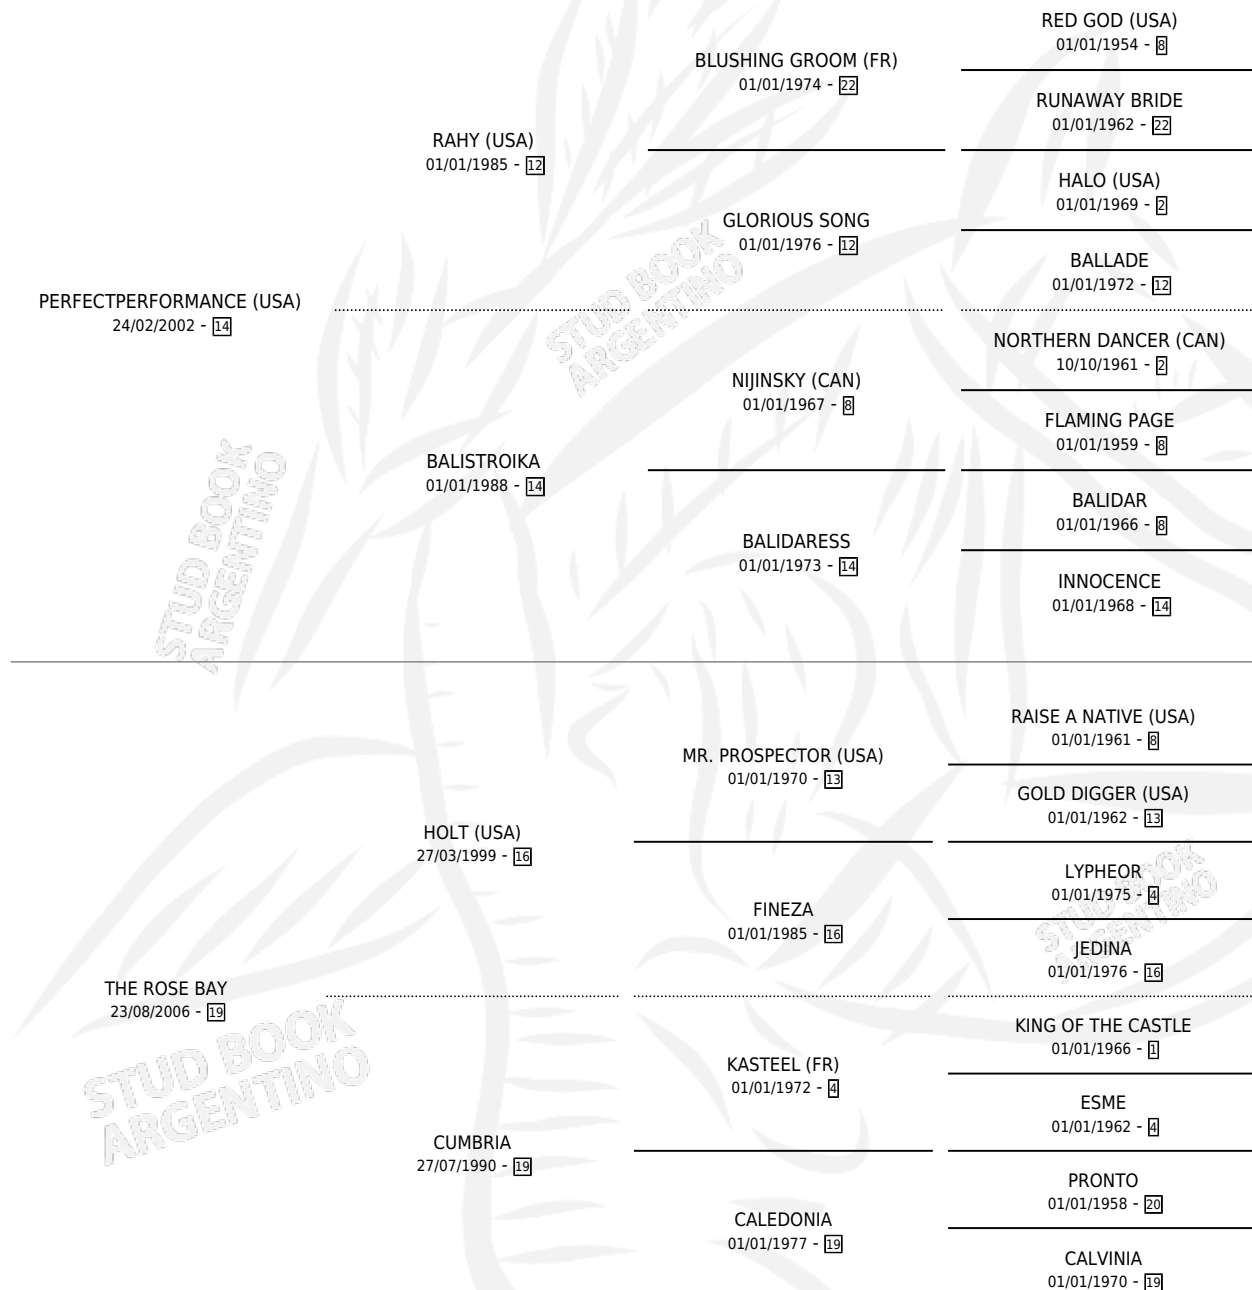 RED GOD (USA)
01/01/1954 - 8
BLUSHING GROOM (FR)
01/01/1974 - 22
RUNAWAY BRIDE
01/01/1962 - 22
RAHY (USA)
01/01/1985 - 12
HALO (USA)
01/01/1969 - 2
GLORIOUS SONG
01/01/1976 - 12
BALLADE
01/01/1972 - 12
PERFECTPERFORMANCE (USA)
24/02/2002 - 14
NORTHERN DANCER (CAN)
10/10/1961 - 2
NIJINSKY (CAN)
01/01/1967 - 8
FLAMING PAGE
01/01/1959 - 8
BALISTROIKA
01/01/1988 - 14
BALIDAR
01/01/1966 - 8
BALIDARESS
01/01/1973 - 14
INNOCENCE
01/01/1968 - 14
RAISE A NATIVE (USA)
01/01/1961 - 8
MR. PROSPECTOR (USA)
01/01/1970 - 13
GOLD DIGGER (USA)
01/01/1962 - 13
HOLT (USA)
27/03/1999 - 16
LYPHEOR
01/01/1975 - 4
FINEZA
01/01/1985 - 16
JEDINA
01/01/1976 - 16
THE ROSE BAY
23/08/2006 - 19
KING OF THE CASTLE
01/01/1966 - 1
KASTEEL (FR)
01/01/1972 - 4
ESME
01/01/1962 - 4
CUMBRIA
27/07/1990 - 19
PRONTO
01/01/1958 - 20
CALEDONIA
01/01/1977 - 19
CALVINIA
01/01/1970 - 19
STUD BOOK
ARGENTINO
STUD BOOK
ARGENTINO
STUD BOOK
ARGENTINO
STUD BOOK
ARGENTINO